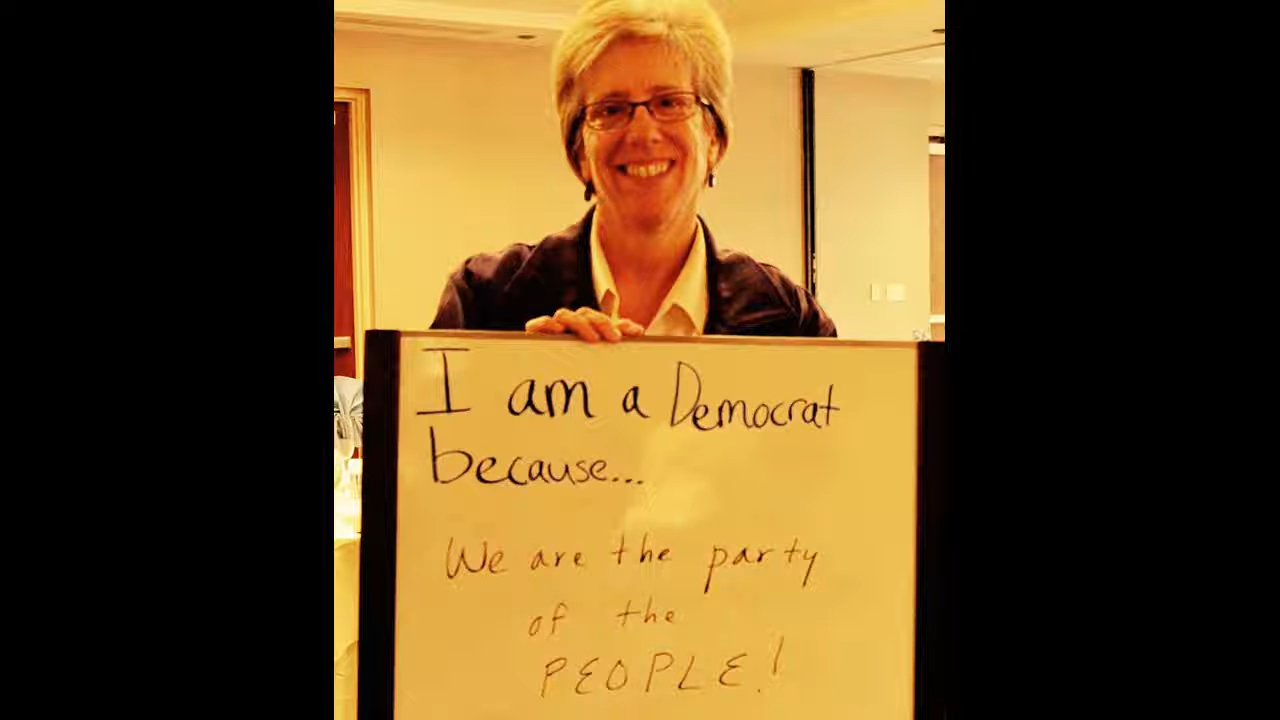 I am a Democrat
because...
We are the party
of the
PEOPLE!